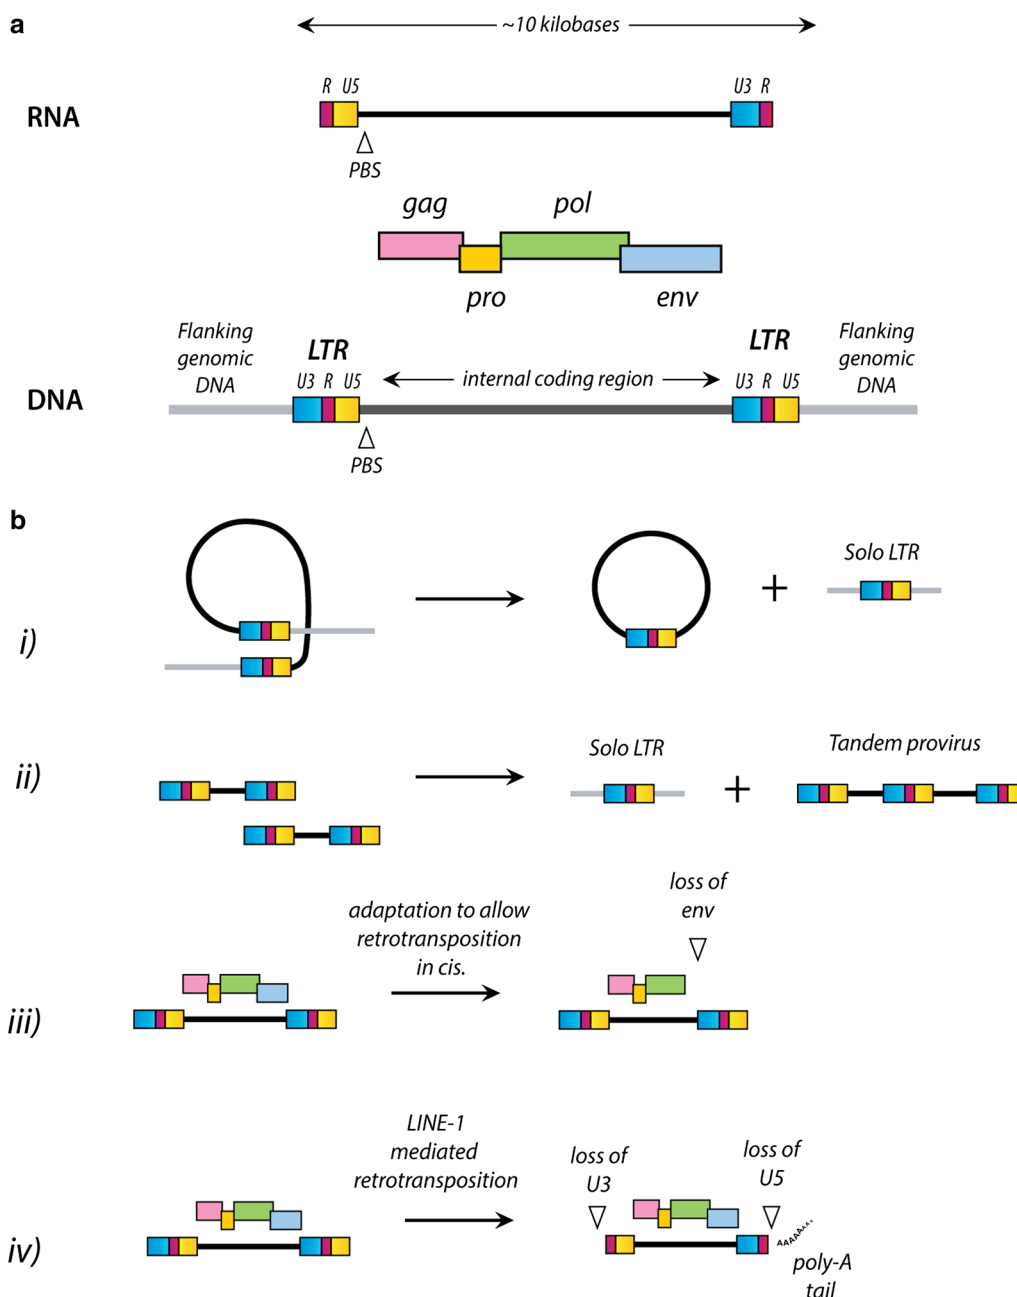 a
~10 kilobases
R U5
U3 R
RNA
PBS
gag
pol
pro
env
Flanking
genomic
DNA
LTR
U3 R U5
internal coding region
LTR
U3 R U5
Flanking
genomic
DNA
DNA
PBS
b
i)
+
Solo LTR
ii)
Solo LTR
+
Tandem provirus
iii)
adaptation to allow
retrotransposition
in cis.
loss of
env
iv)
LINE-1
mediated
retrotransposition
loss of
U3
loss of
U5
AAAAAAAA
poly-A
tail